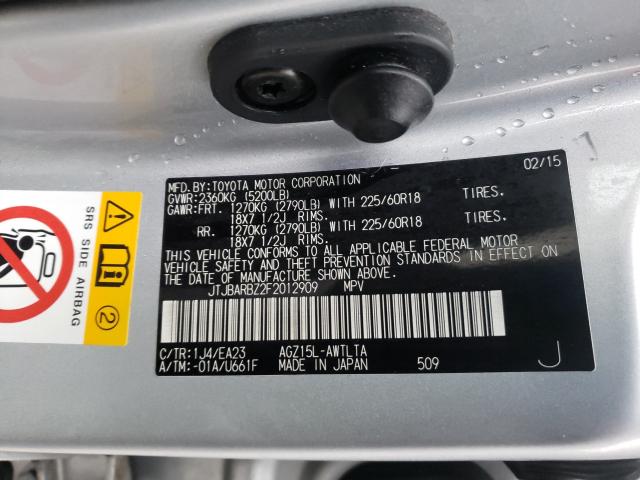 MFD.BY:TOYOTA MOTOR CORPORATION 02/15
GVWR:2360KG (5200LB)
GAWR:FRT. 1270KG (2790LB) WITH 225/60R18 TIRES.
18X7 1/2J RIMS.
RR. 1270KG (2790LB) WITH 225/60R18 TIRES.
18X7 1/2J RIMS.
THIS VEHICLE CONFORMS TO ALL APPLICABLE FEDERAL MOTOR
VEHICLE SAFETY AND THEFT PREVENTION STANDARDS IN EFFECT ON
THE DATE OF MANUFACTURE SHOWN ABOVE.
JTJBARBZ2F2012909 MPV
C/TR:1J4/EA23 AGZ15L-AWTLTA
A/TM:-01A/U661F MADE IN JAPAN 509 J
SRS SIDE AIRBAG
2